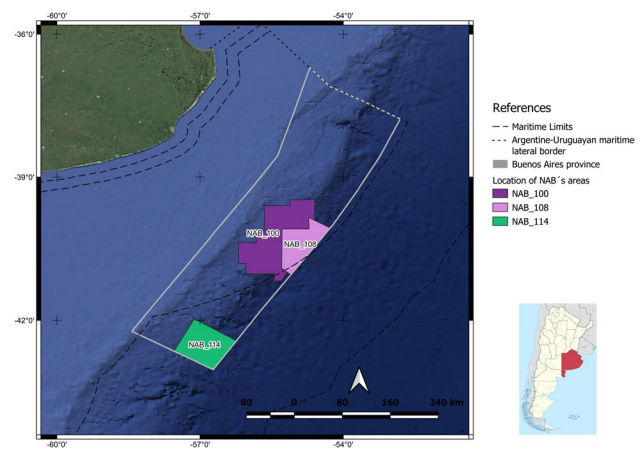 -60°0' -57°0' -54°0'
-36°0'
-39°0'
-42°0'
NAB_100
NAB_108
NAB_114
80 0 80 160 240 km
-60°0' -57°0' -54°0'
References
Maritime Limits
Argentine-Uruguayan maritime
lateral border
Buenos Aires province
Location of NAB´s areas
NAB_100
NAB_108
NAB_114